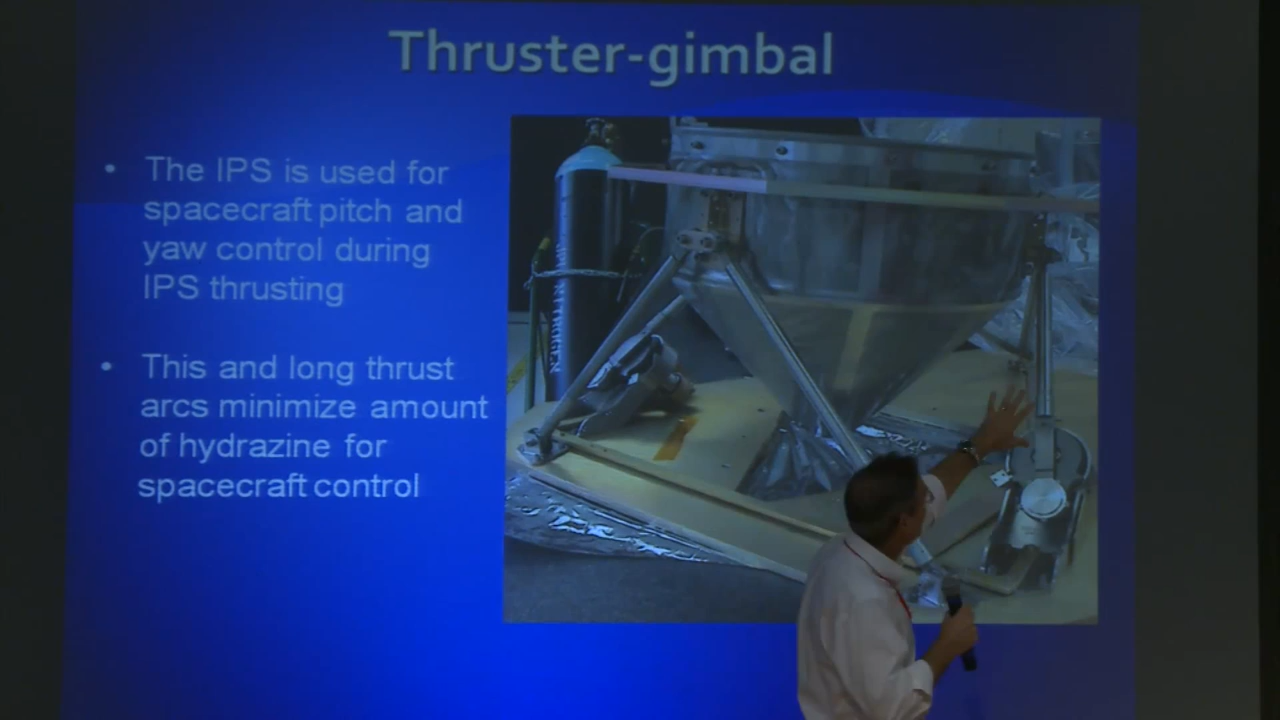 Thruster-gimbal
• The IPS is used for
spacecraft pitch and
yaw control during
IPS thrusting
• This and long thrust
arcs minimize amount
of hydrazine for
spacecraft control